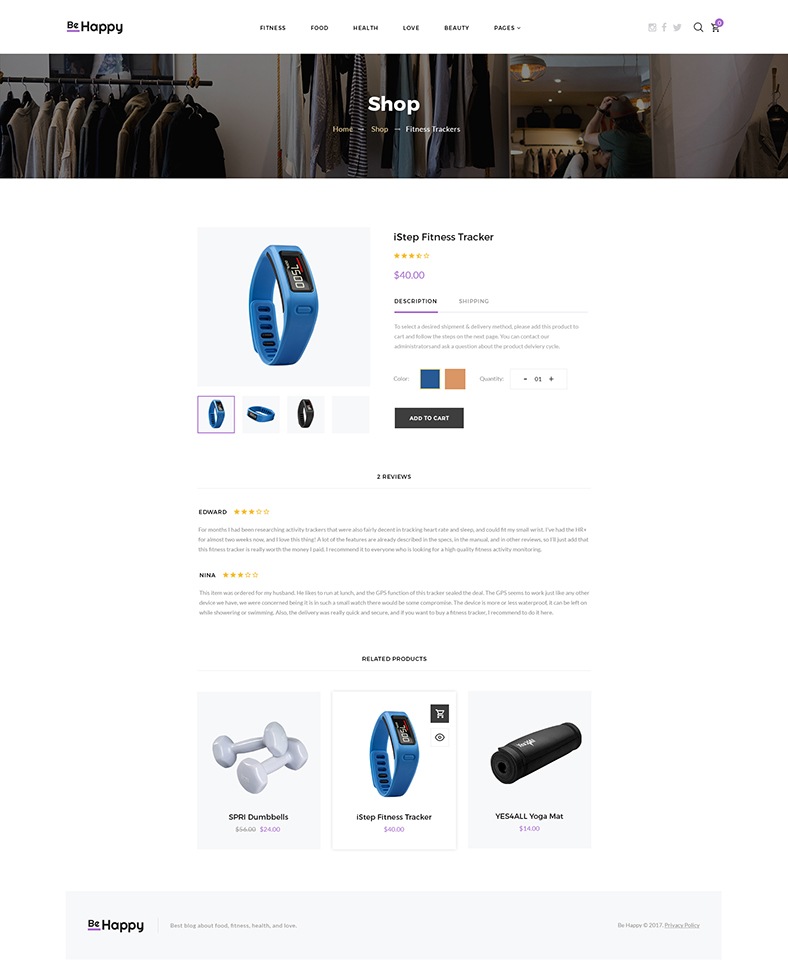 Be Happy
FITNESS FOOD HEALTH LOVE BEAUTY PAGES
0
Shop
Home → Shop → Fitness Trackers
iStep Fitness Tracker
$40.00
DESCRIPTION SHIPPING
To select a desired shipment & delivery method, please add this product to
cart and follow the steps on the next page. You can contact our
administratorsand ask a question about the product delviery cycle.
Color: Quantity: - 01 +
ADD TO CART
2 REVIEWS
EDWARD
For months I had been researching activity trackers that were also fairly decent in tracking heart rate and sleep, and could fit my small wrist. I've had the HR+
for almost two weeks now, and I love this thing! A lot of the features are already described in the specs, in the manual, and in other reviews, so I'll just add that
this fitness tracker is really worth the money I paid. I recommend it to everyone who is looking for a high quality fitness activity monitoring.
NINA
This item was ordered for my husband. He likes to run at lunch, and the GPS function of this tracker sealed the deal. The GPS seems to work just like any other
device we have, we were concerned being it is in such a small watch there would be some compromise. The device is more or less waterproof, it can be left on
while showering or swimming. Also, the delivery was really quick and secure, and if you want to buy a fitness tracker, I recommend to do it here.
RELATED PRODUCTS
SPRI Dumbbells
$56.00 $24.00
iStep Fitness Tracker
$40.00
YES4ALL Yoga Mat
$14.00
Be Happy
Best blog about food, fitness, health, and love.
Be Happy © 2017. Privacy Policy